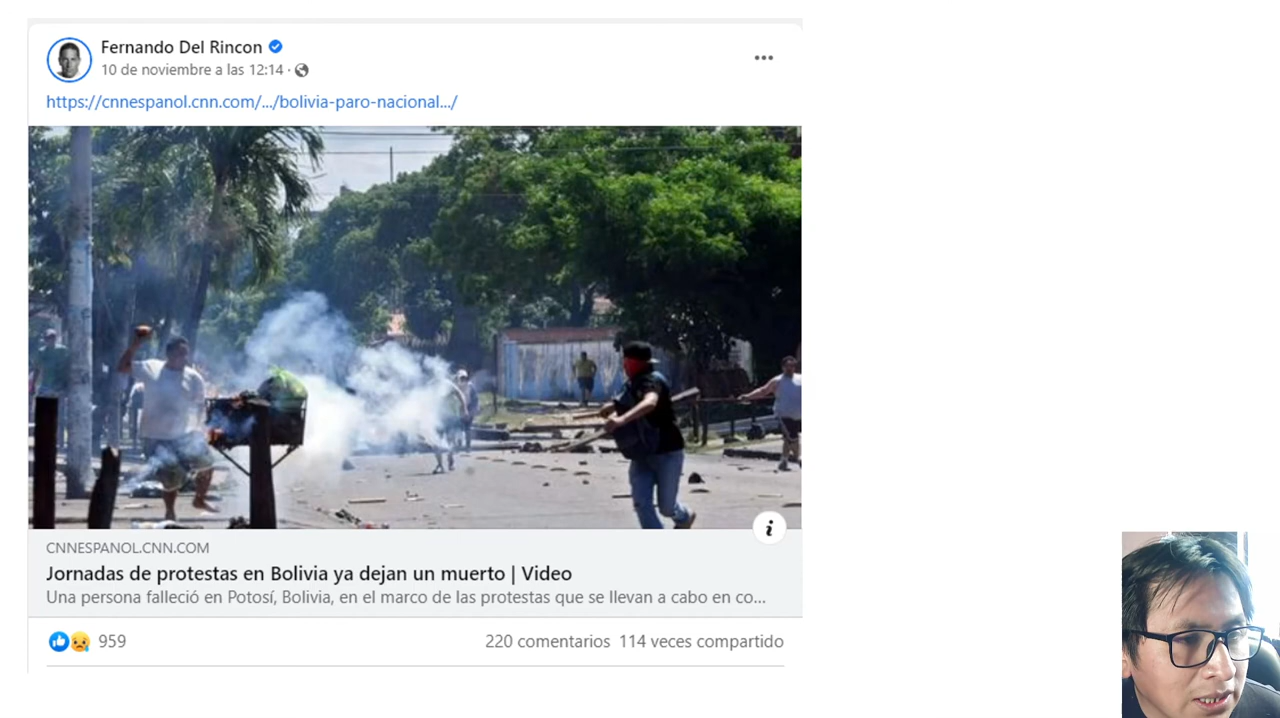 Fernando Del Rincon
10 de noviembre a las 12:14 ·
https://cnnespanol.cnn.com/.../bolivia-paro-nacional.../
CNNESPANOL.CNN.COM
Jornadas de protestas en Bolivia ya dejan un muerto | Video
Una persona falleció en Potosí, Bolivia, en el marco de las protestas que se llevan a cabo en co...
959
220 comentarios 114 veces compartido